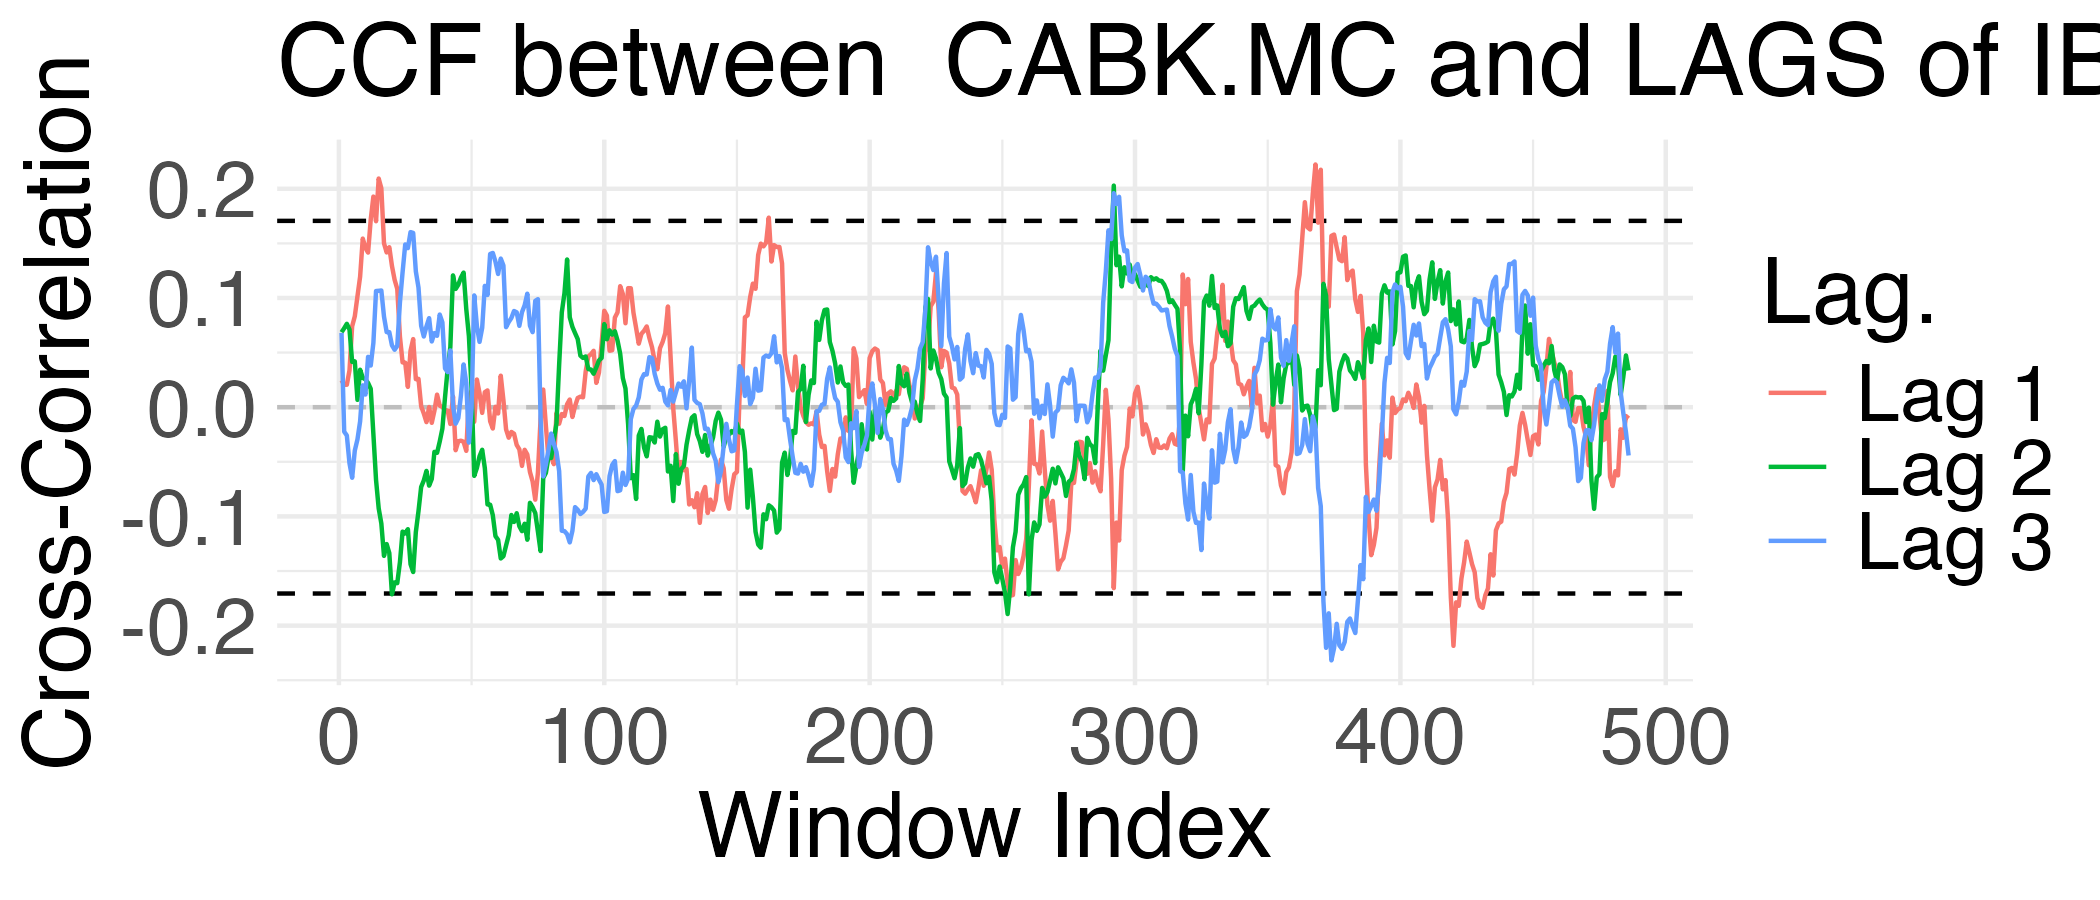 CCF between CABK.MC and LAGS of
Cross-Correlation
0.2
0.1
0.0
-0.1
-0.2
0 100 200 300 400 500
Window Index
Lag.
Lag 1
Lag 2
Lag 3